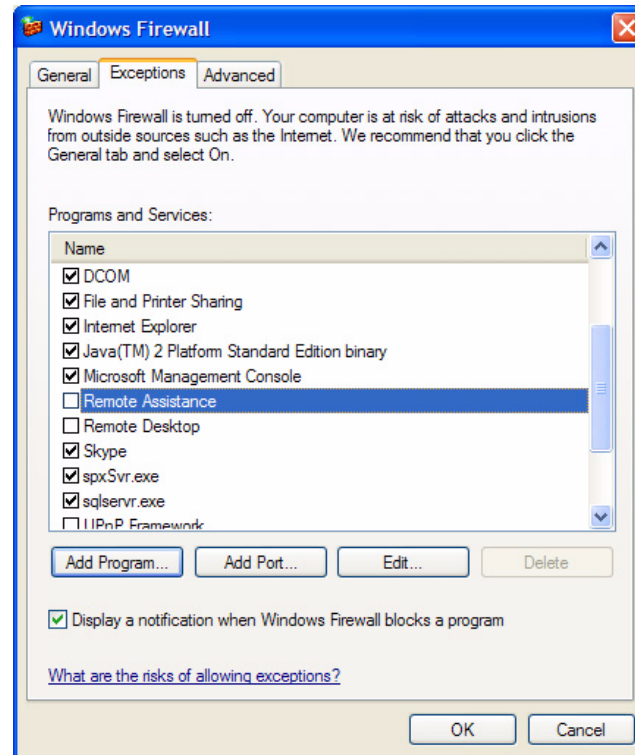 Windows Firewall
General
Exceptions
Advanced
Windows Firewall is turned off. Your computer is at risk of attacks and intrusions
from outside sources such as the Internet. We recommend that you click the
General tab and select On.
Programs and Services:
Name
DCOM
File and Printer Sharing
Internet Explorer
Java(TM) 2 Platform Standard Edition binary
Microsoft Management Console
Remote Assistance
Remote Desktop
Skype
spxSvr.exe
sqlservr.exe
UPnP Framework
Add Program...
Add Port...
Edit...
Delete
Display a notification when Windows Firewall blocks a program
What are the risks of allowing exceptions?
OK
Cancel